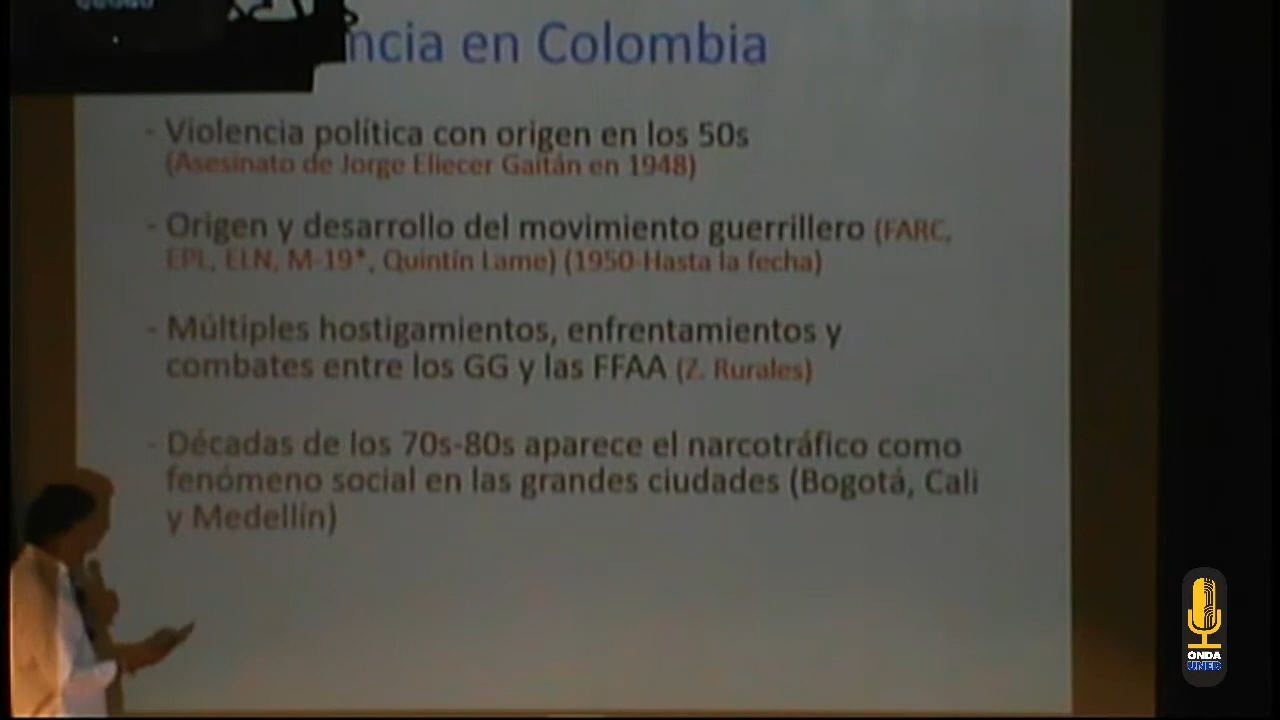 ncia en Colombia
- Violencia política con origen en los 50s
(Asesinato de Jorge Eliecer Gaitán en 1948)
- Origen y desarrollo del movimiento guerrillero (FARC,
EPL, ELN, M-19*, Quintín Lame) (1950-Hasta la fecha)
- Múltiples hostigamientos, enfrentamientos y
combates entre los GG y las FFAA (Z. Rurales)
- Décadas de los 70s-80s aparece el narcotráfico como
fenómeno social en las grandes ciudades (Bogotá, Cali
y Medellín)
ONDA
UNEB